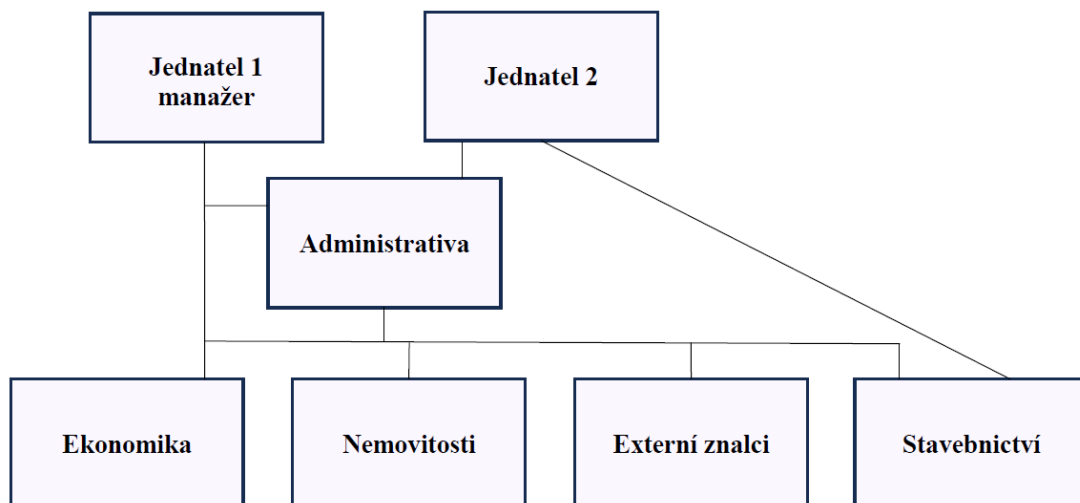 Jednatel 1
manažer
Jednatel 2
Administrativa
Ekonomika
Nemovitosti
Externí znalci
Stavebnictví